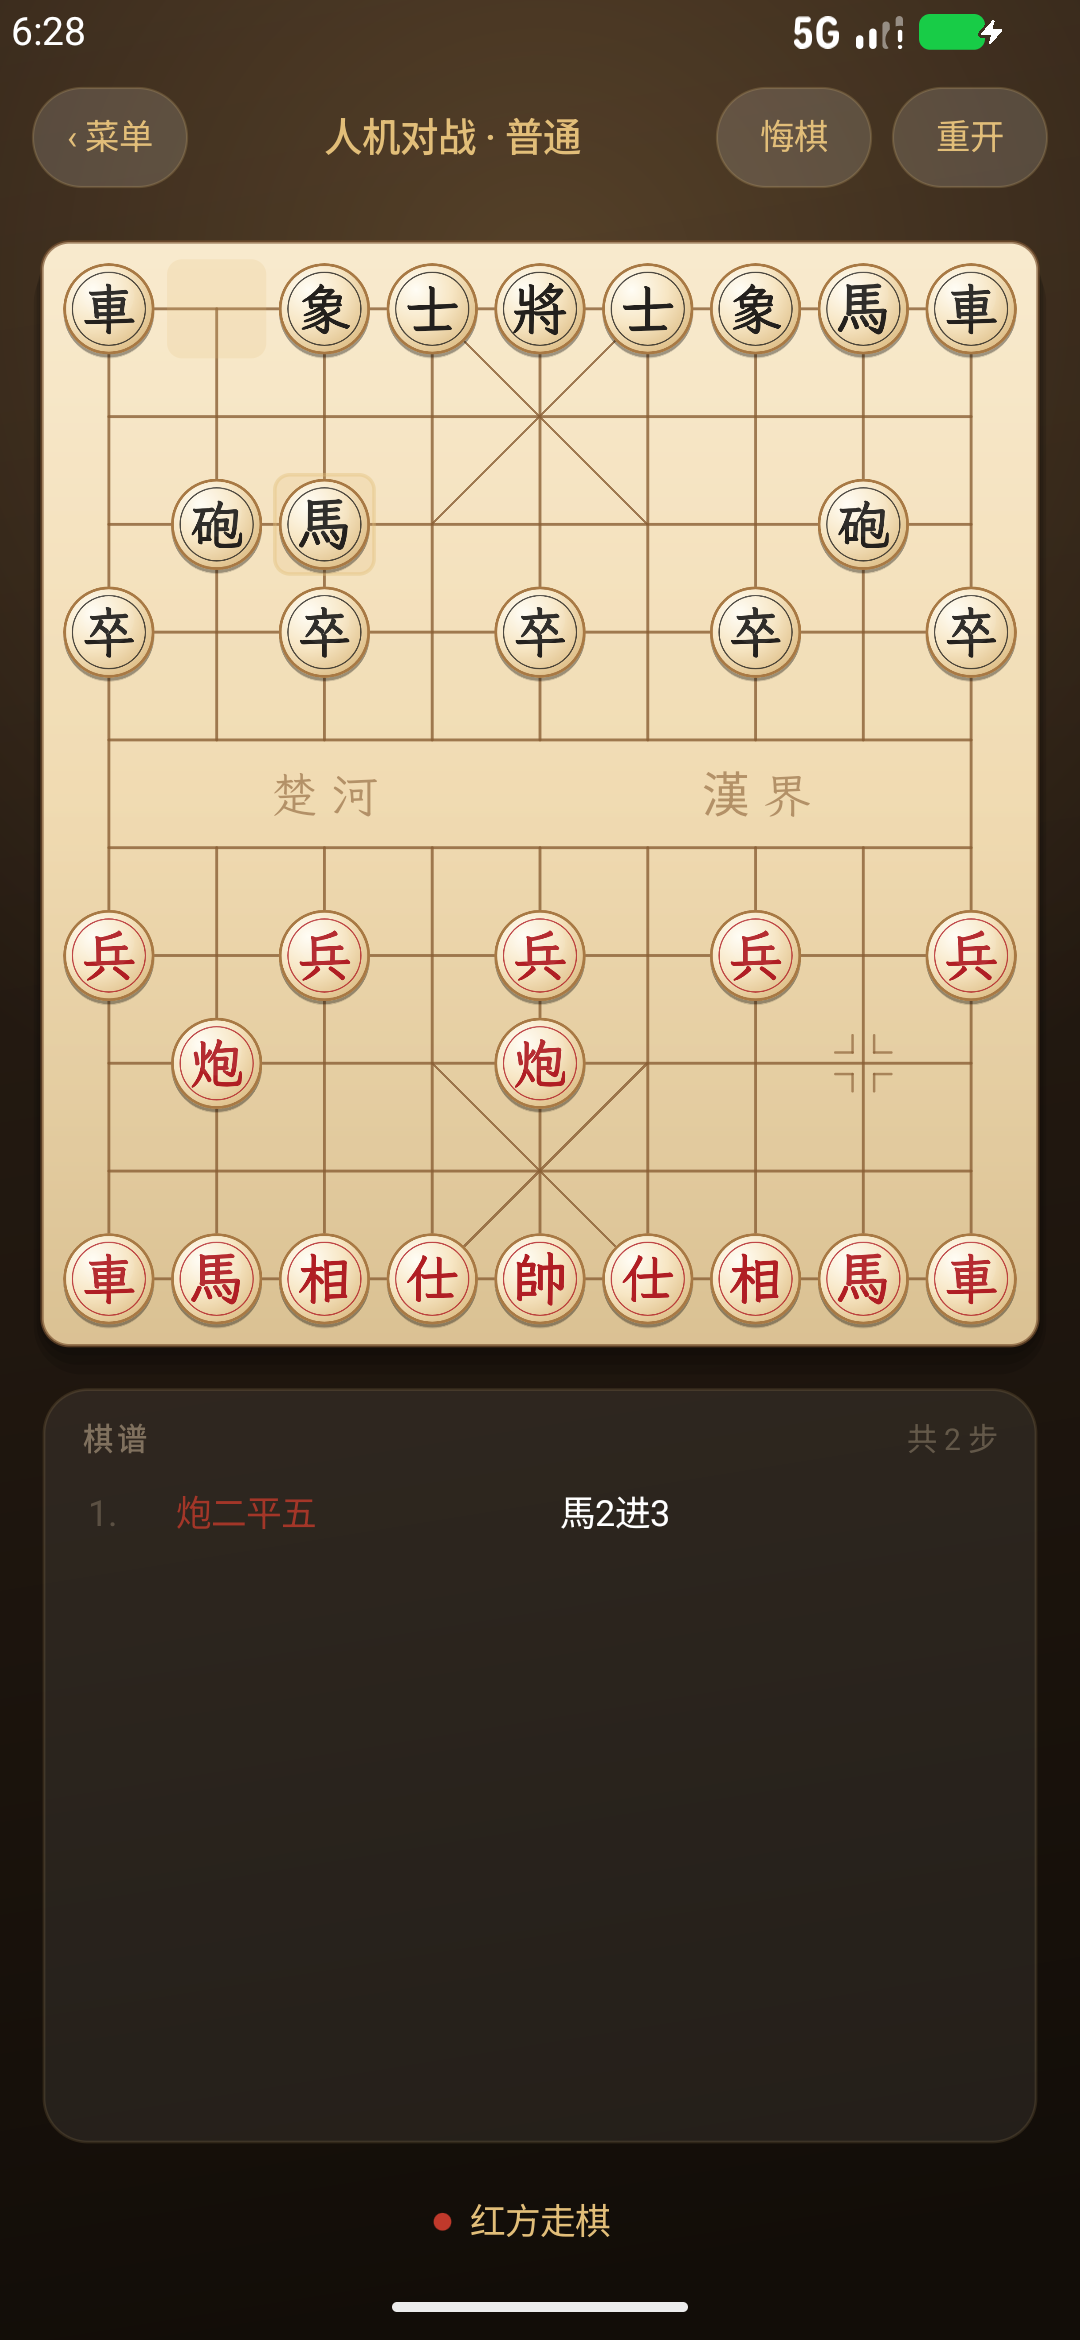 6:28 5G
‹ 菜单 人机对战 · 普通 悔棋 重开
車 象 士 將 士 象 馬 車
砲 馬 砲
卒 卒 卒 卒 卒
楚河 漢界
兵 兵 兵 兵 兵
炮 炮
車 馬 相 仕 帥 仕 相 馬 車
棋谱 共 2 步
1. 炮二平五 馬2进3
红方走棋